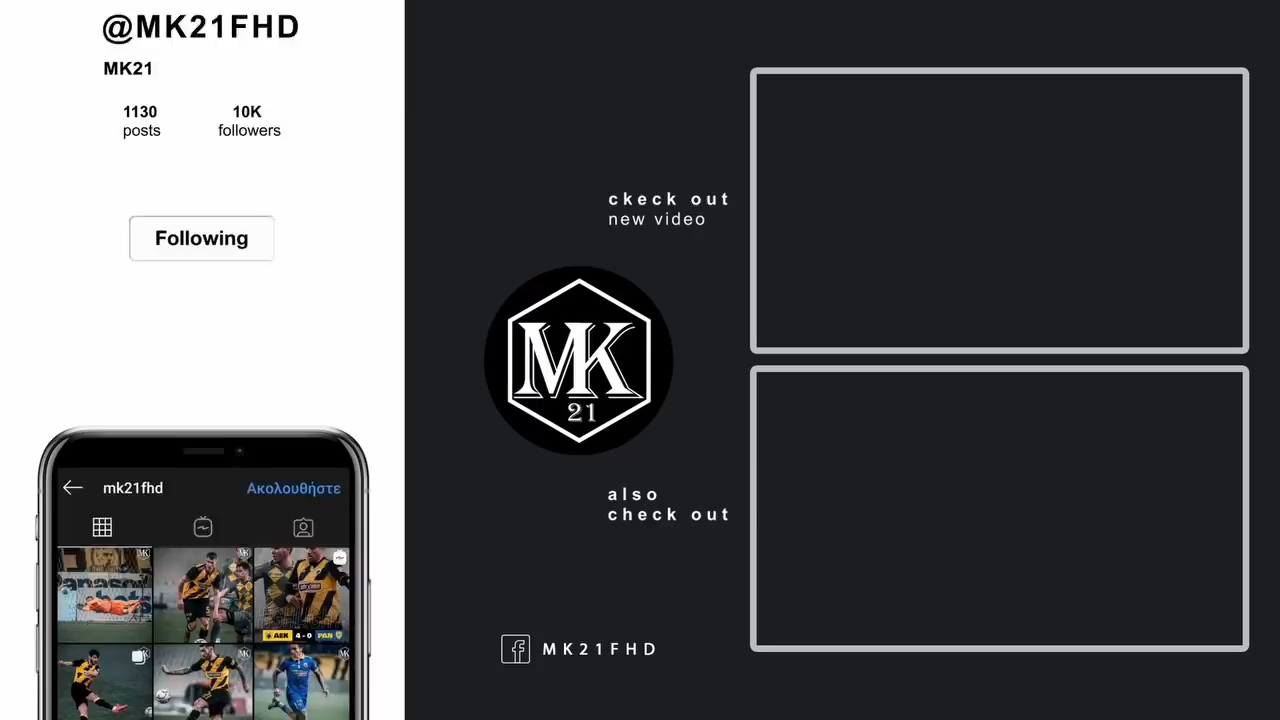 @MK21FHD
MK21
1130
posts
10K
followers
Following
mk21fhd
Ακολουθήστε
AEK 4-0 PAN
ckeck out
new video
MK
21
also
check out
MK21FHD